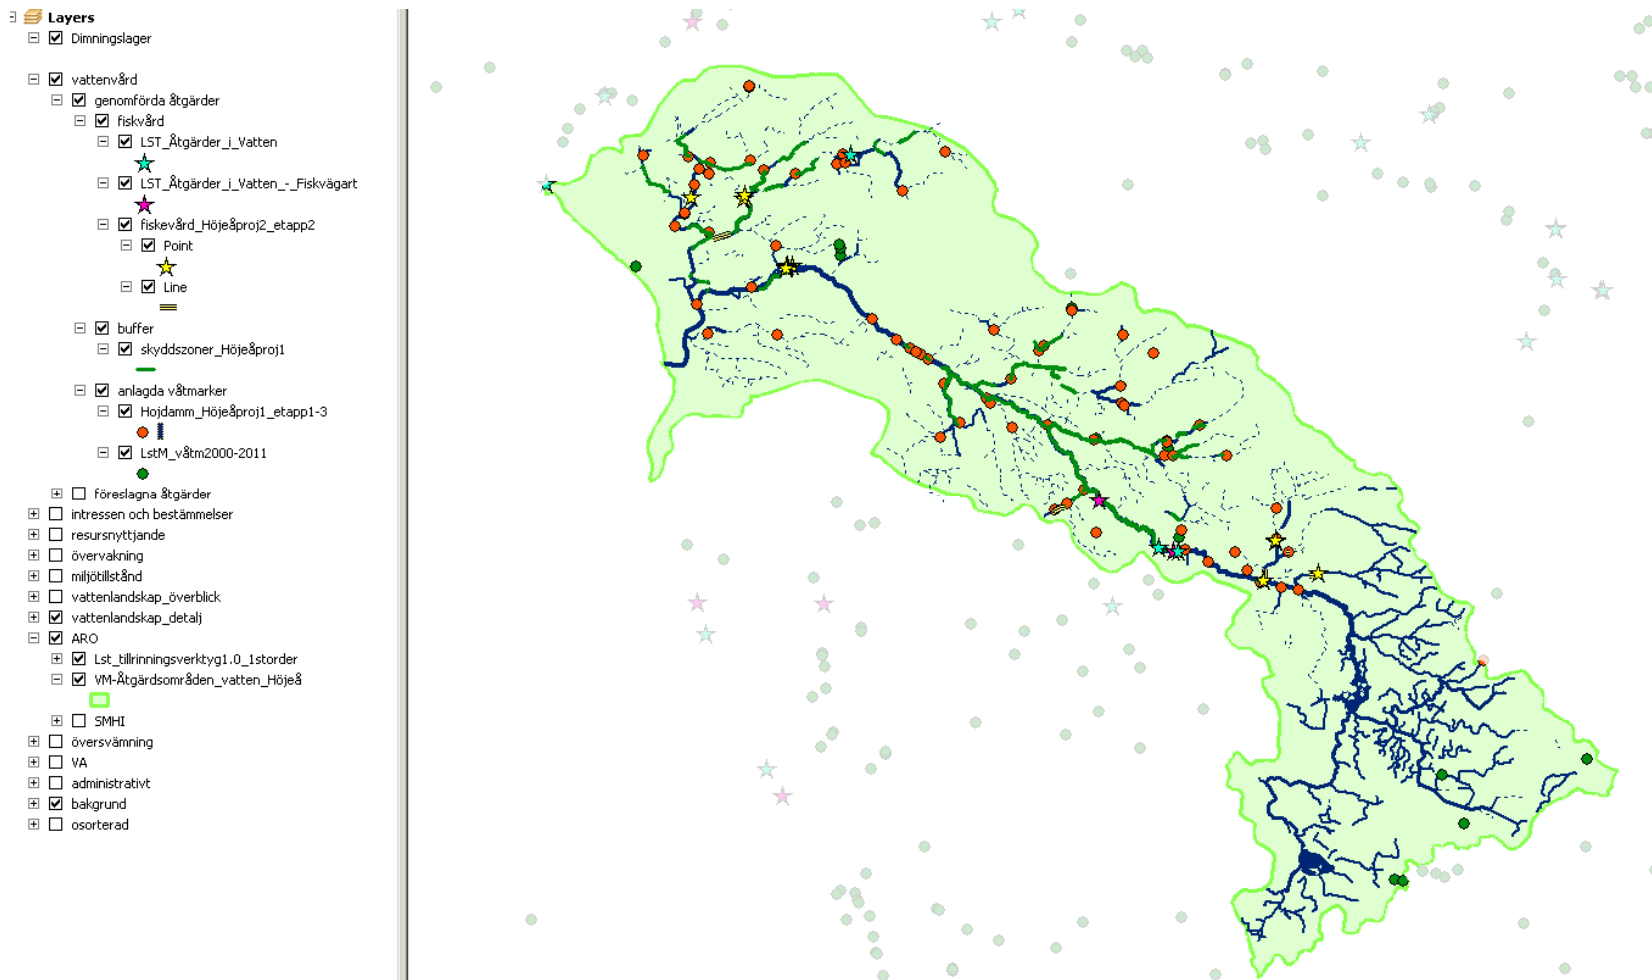 Layers
Dimningslager
vattenvård
genomförda åtgärder
fiskvård
LST_Åtgärder_i_Vatten
LST_Åtgärder_i_Vatten_-_Fiskvägart
fiskevård_Höjeåproj2_etapp2
Point
Line
buffer
skyddszoner_Höjeåproj1
anlagda våtmarker
Hojdamm_Höjeåproj1_etapp1-3
LstM_våtm2000-2011
föreslagna åtgärder
intressen och bestämmelser
resursnyttjande
övervakning
miljötillstånd
vattenlandskap_överblick
vattenlandskap_detalj
ARO
Lst_tillrinningsverktyg1.0_1storder
VM-Åtgärdsområden_vatten_Höjeå
SMHI
översvämning
VA
administrativt
bakgrund
osorterad